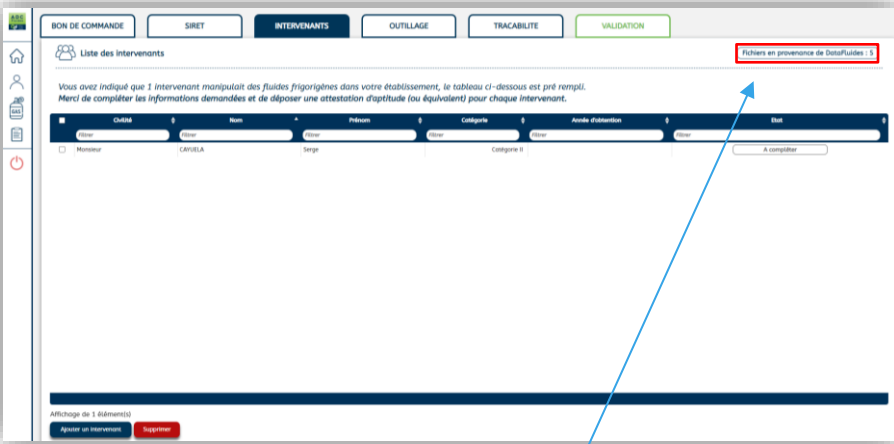 BON DE COMMANDE
SIRET
INTERVENANTS
OUTILLAGE
TRACABILITE
VALIDATION
Liste des intervenants
Fichiers en provenance de DataFluides : 5
Vous avez indiqué que 1 intervenant manipulait des fluides frigorigènes dans votre établissement, le tableau ci-dessous est pré rempli.
Merci de compléter les informations demandées et de déposer une attestation d'aptitude (ou équivalent) pour chaque intervenant.
Civilité Nom Prénom Catégorie Année d'obtention Etat
Filtrer Filtrer Filtrer Filtrer Filtrer Filtrer
Monsieur CAYUELA Serge Catégorie II A compléter
Affichage de 1 élément(s)
Ajouter un intervenant Supprimer
GAS